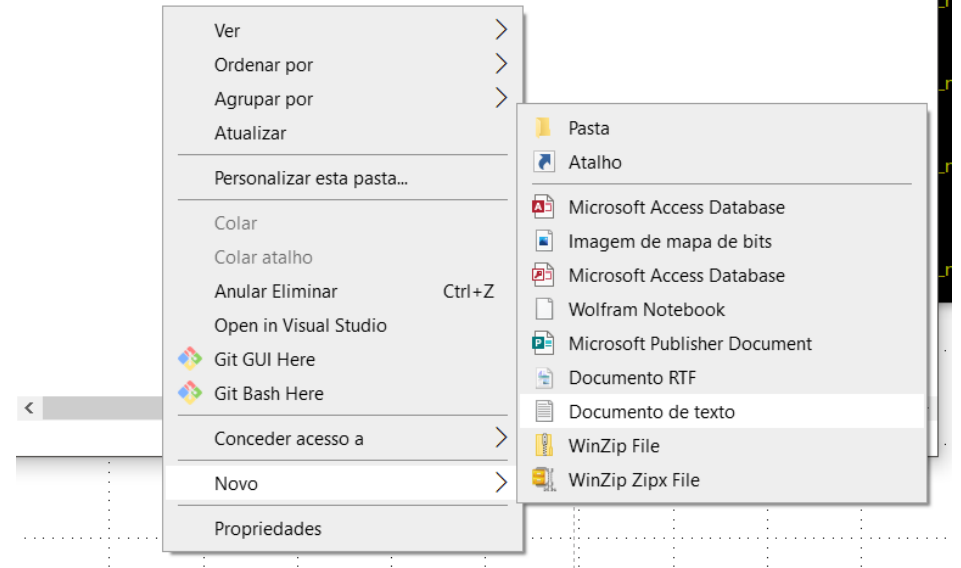 Ver
Ordenar por
Agrupar por
Atualizar
Personalizar esta pasta...
Colar
Colar atalho
Anular Eliminar Ctrl+Z
Open in Visual Studio
Git GUI Here
Git Bash Here
Conceder acesso a
Novo
Propriedades
Pasta
Atalho
Microsoft Access Database
Imagem de mapa de bits
Microsoft Access Database
Wolfram Notebook
Microsoft Publisher Document
Documento RTF
Documento de texto
WinZip File
WinZip Zipx File